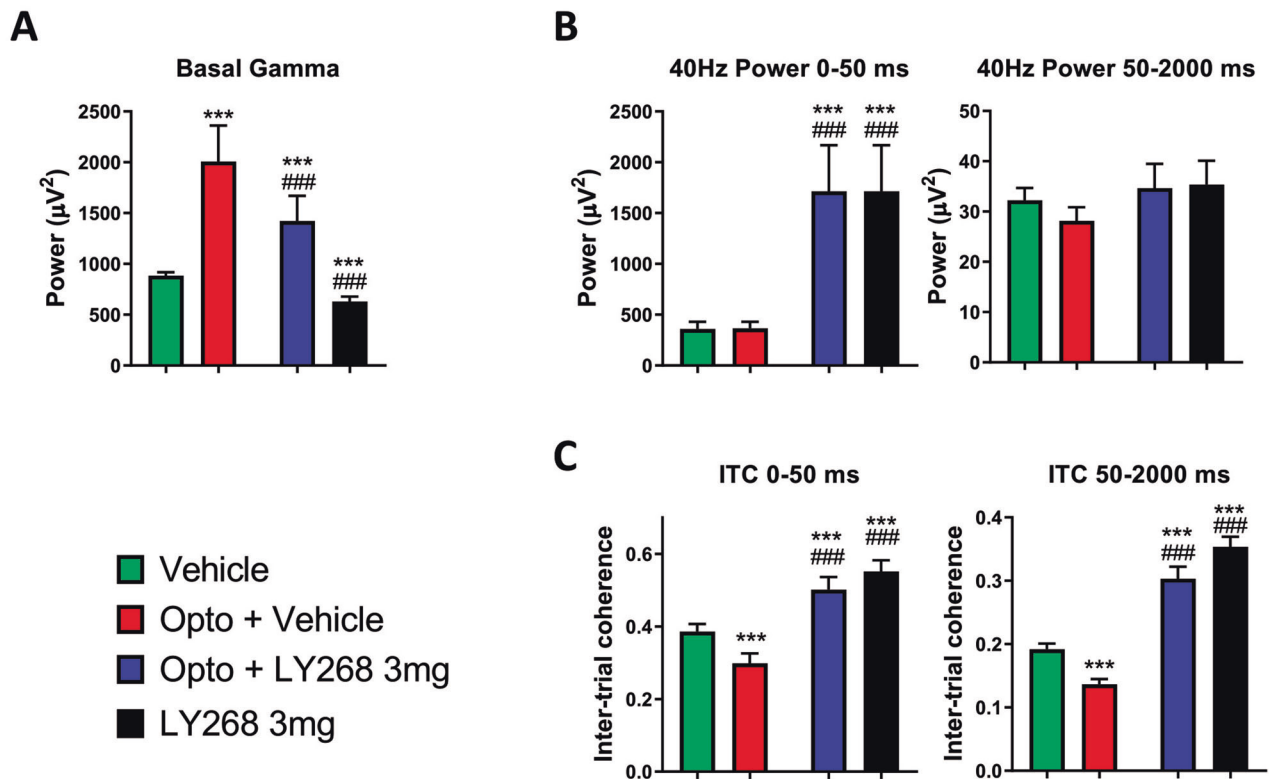 A
Basal Gamma
Power (µV²)
2500
2000
1500
1000
500
0
***
***
###
***
###
B
40Hz Power 0-50 ms
Power (µV²)
2500
2000
1500
1000
500
0
***
###
***
###
40Hz Power 50-2000 ms
Power (µV²)
50
40
30
20
10
0
C
ITC 0-50 ms
Inter-trial coherence
0.6
0.4
0.2
0.0
***
***
###
***
###
ITC 50-2000 ms
Inter-trial coherence
0.4
0.3
0.2
0.1
0.0
***
***
###
***
###
Vehicle
Opto + Vehicle
Opto + LY268 3mg
LY268 3mg